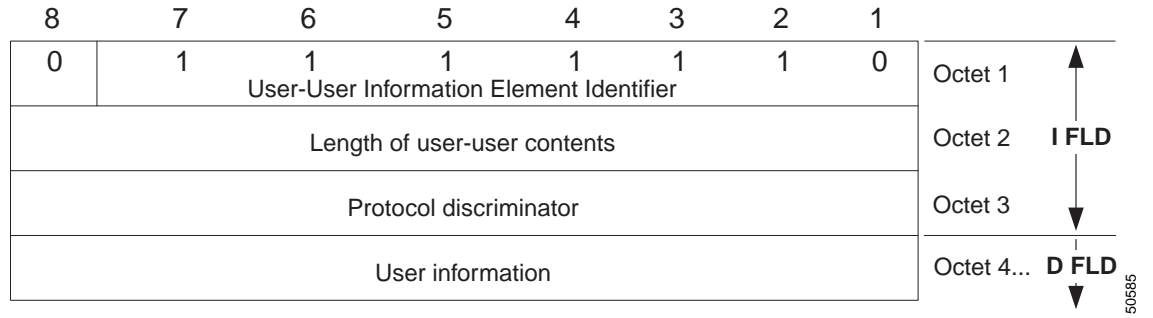 8 7 6 5 4 3 2 1
0 1 1 1 1 1 1 0
User-User Information Element Identifier
Octet 1
Length of user-user contents
Octet 2
I FLD
Protocol discriminator
Octet 3
User information
Octet 4...
D FLD
50585